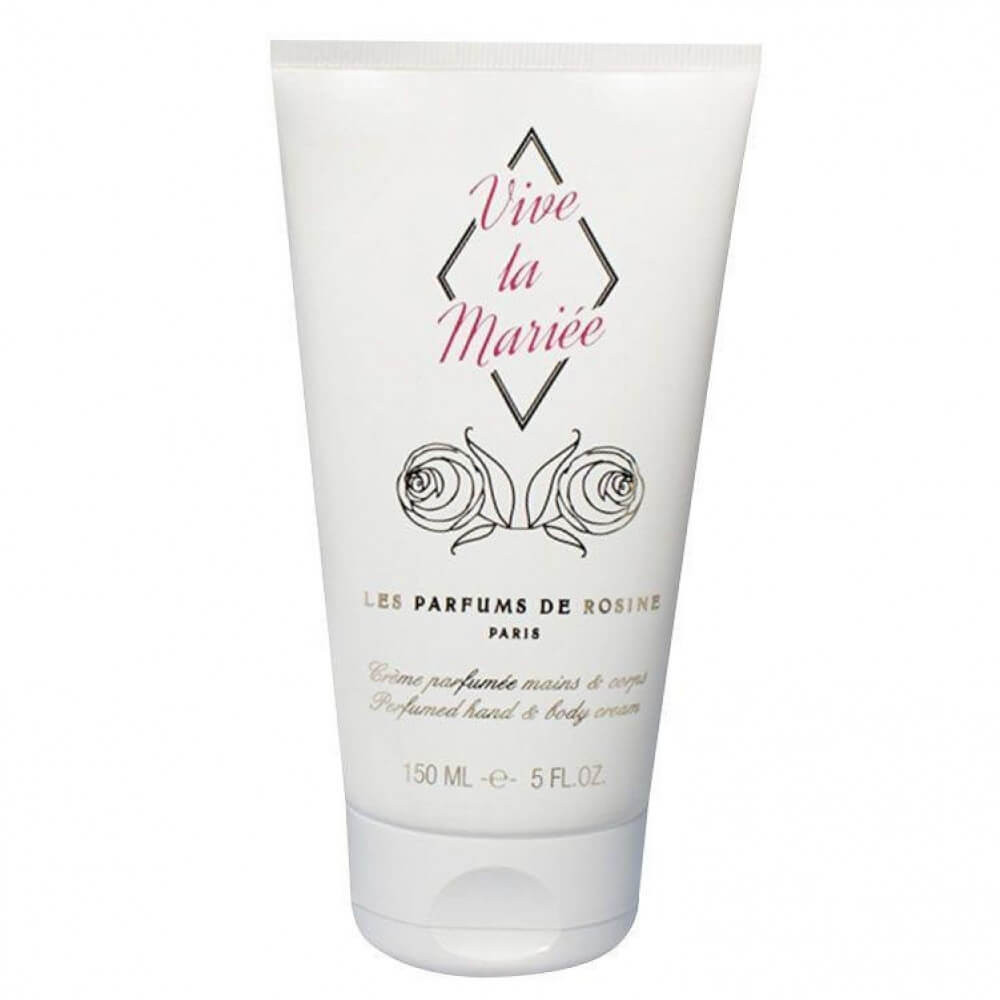 Vive
la
Mariée
LES PARFUMS DE ROSINE
PARIS
Crème parfumée mains & corps
Perfumed hand & body cream
150 ML -e- 5 FL.OZ.